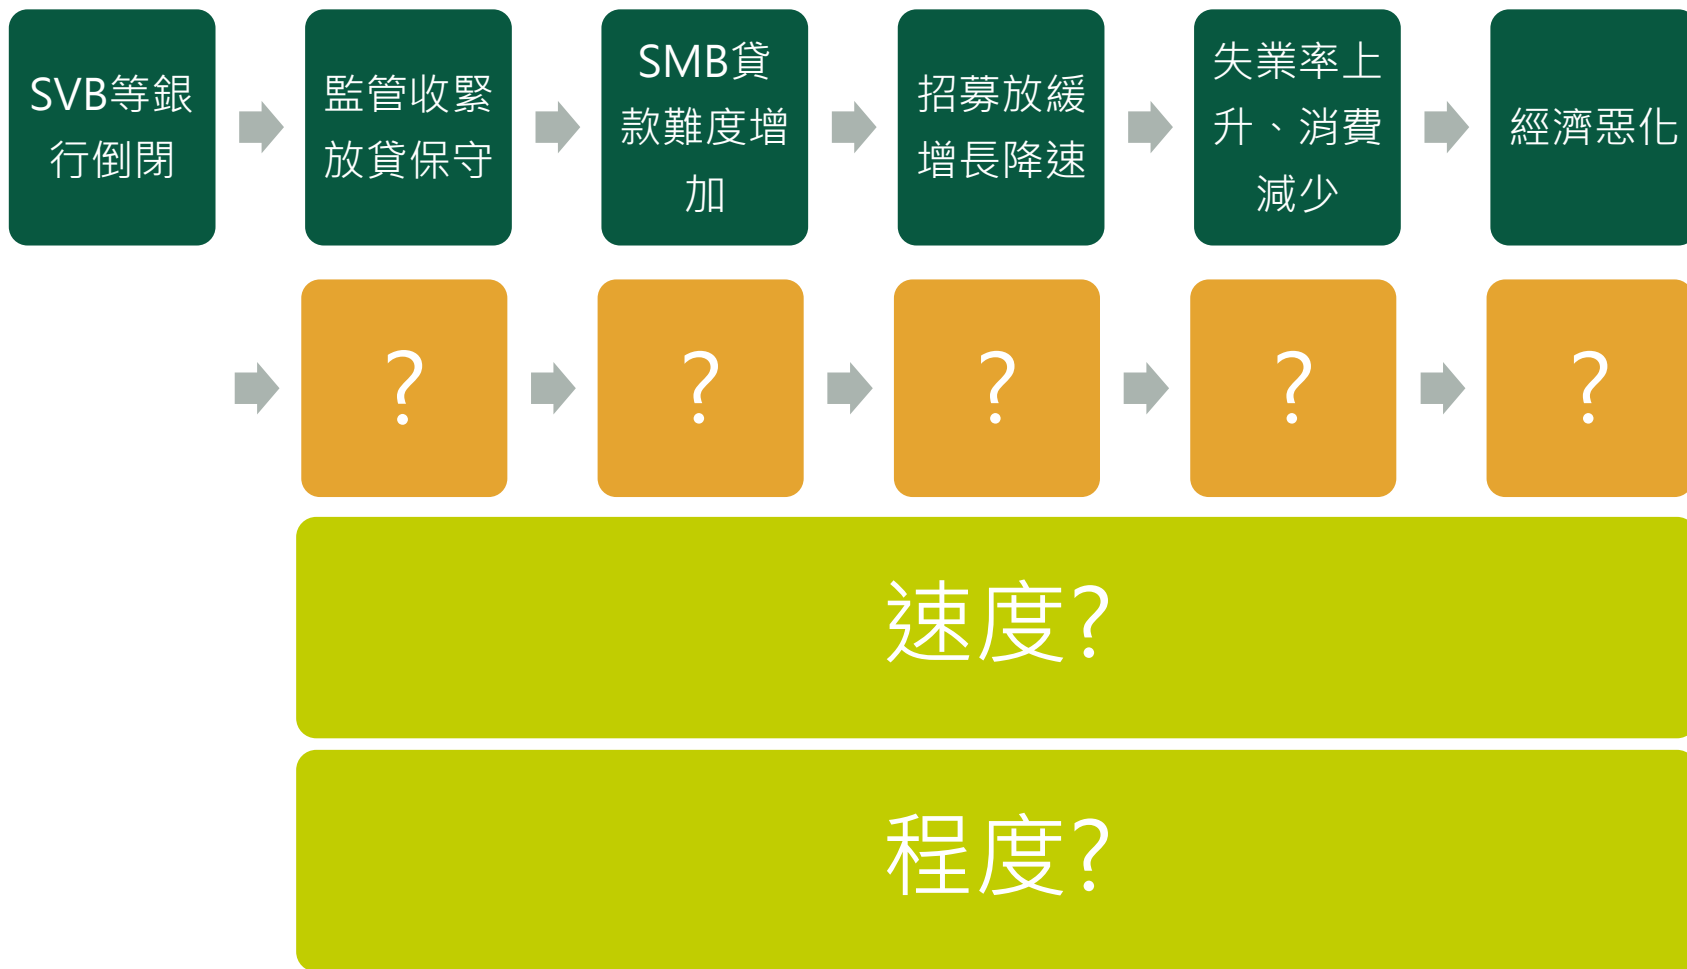 SVB等銀
行倒閉
監管收緊
放貸保守
SMB貸
款難度增
加
招募放緩
增長降速
失業率上
升、消費
減少
經濟惡化
?
?
?
?
?
速度?
程度?